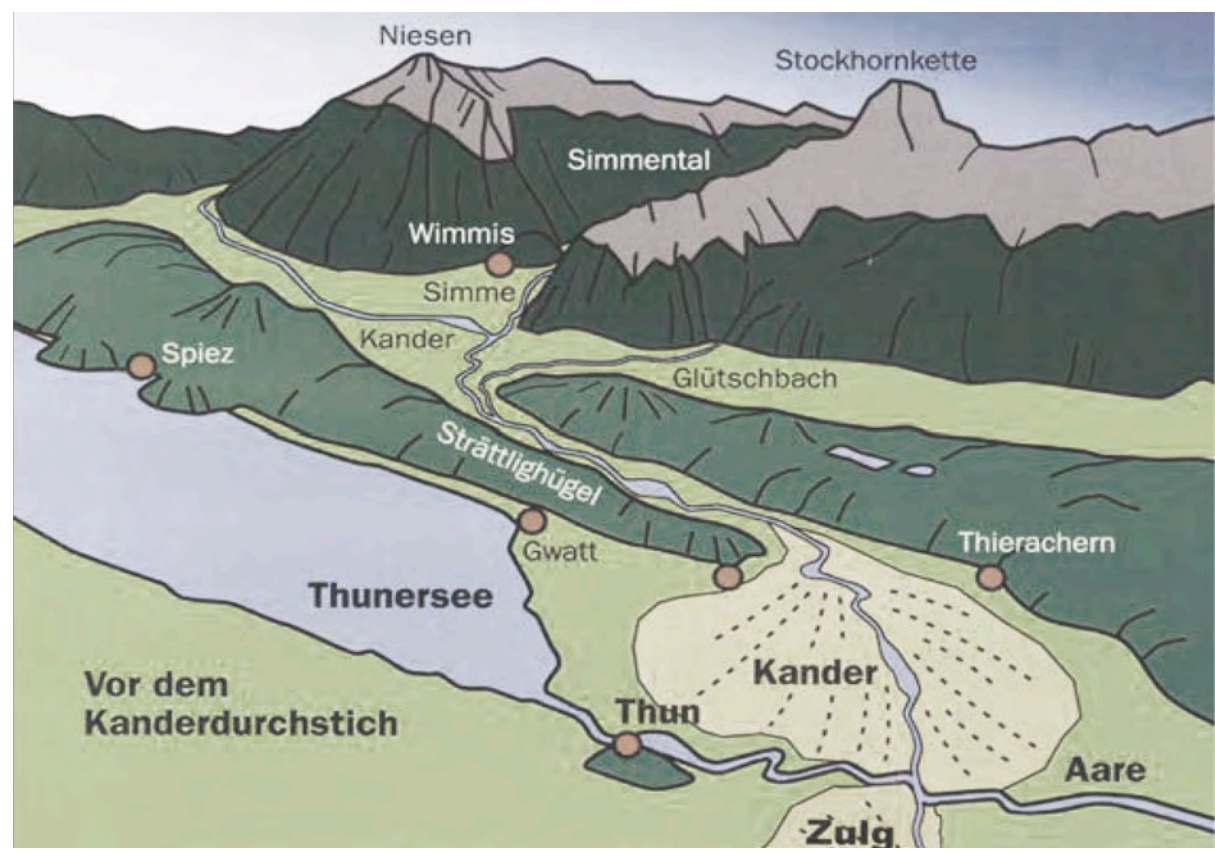 Niesen
Stockhornkette
Simmental
Wimmis
Simme
Kander
Spiez
Glütschbach
Strättlighügel
Gwatt
Thierachern
Thunersee
Kander
Vor dem
Kanderdurchstich
Thun
Aare
Zulg